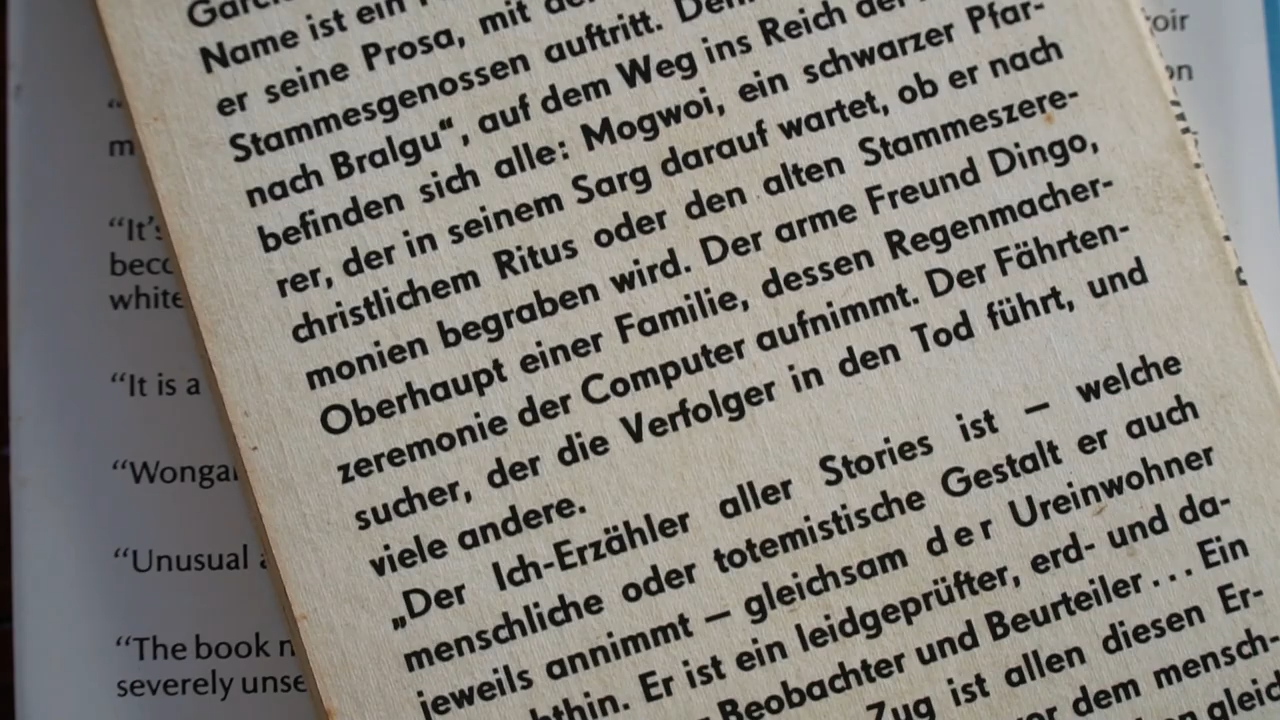 Name ist ein
er seine Prosa, mit
Stammesgenossen auftritt.
nach Bralgu“, auf dem Weg ins Reich
befinden sich alle: Mogwoi, ein schwarzer Pfar-
rer, der in seinem Sarg darauf wartet, ob er nach
christlichem Ritus oder den alten Stammeszere-
monien begraben wird. Der arme Freund Dingo,
Oberhaupt einer Familie, dessen Regenmacher-
zeremonie der Computer aufnimmt. Der Fährten-
sucher, der die Verfolger in den Tod führt, und
viele andere.
„Der Ich-Erzähler aller Stories ist – welche
menschliche oder totemistische Gestalt er auch
jeweils annimmt – gleichsam der Ureinwohner
Er ist ein leidgeprüfter, erd- und da-
Beobachter und Beurteiler... Ein
Zug ist allen diesen Er-
dem mensch-
“It's
white
“It is a
“Wongar
“Unusual
“The book
severely